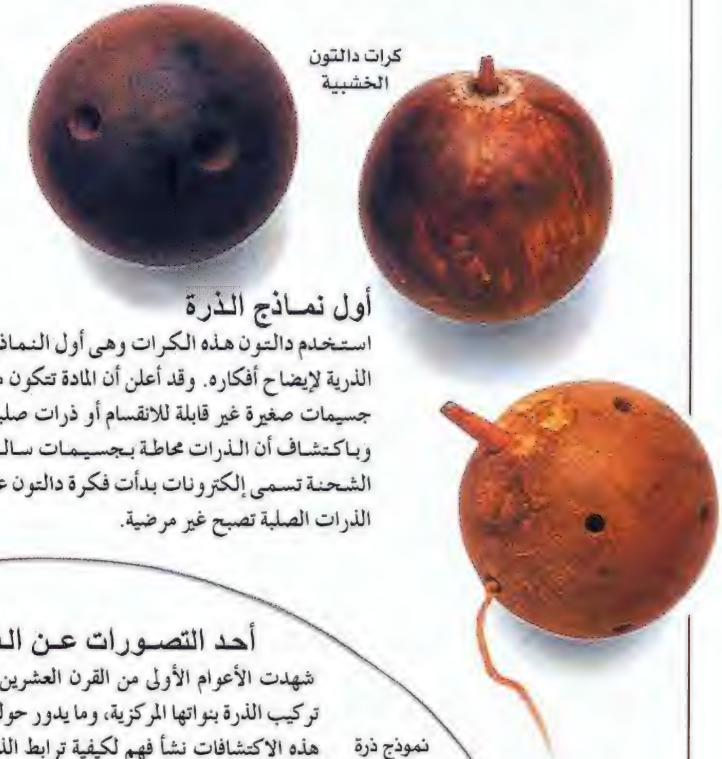 كرات دالتون
الخشبية
أول نماذج الذرة
استخدم دالتون هذه الكرات وهى أول النماذ
الذرية لإيضاح أفكاره. وقد أعلن أن المادة تتكون م
جسيمات صغيرة غير قابلة للانقسام أو ذرات صلب
وباكتشاف أن الذرات محاطة بجسيمات سالب
الشحنة تسمى إلكترونات بدأت فكرة دالتون ع
الذرات الصلبة تصبح غير مرضية.
أحد التصورات عن الـ
شهدت الأعوام الأولى من القرن العشرين
تركيب الذرة بنواتها المركزية، وما يدور حول
هذه الاكتشافات نشأ فهم لكيفية ترابط الذ
نموذج ذرة